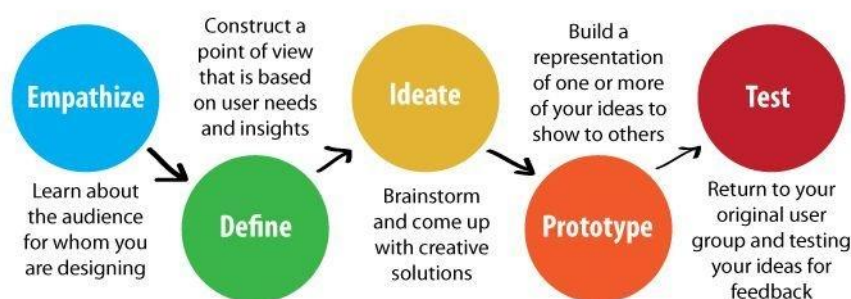 Empathize
Learn about
the audience
for whom you
are designing
Construct a
point of view
that is based
on user needs
and insights
Define
Ideate
Brainstorm
and come up
with creative
solutions
Build a
representation
of one or more
of your ideas to
show to others
Prototype
Test
Return to your
original user
group and testing
your ideas for
feedback